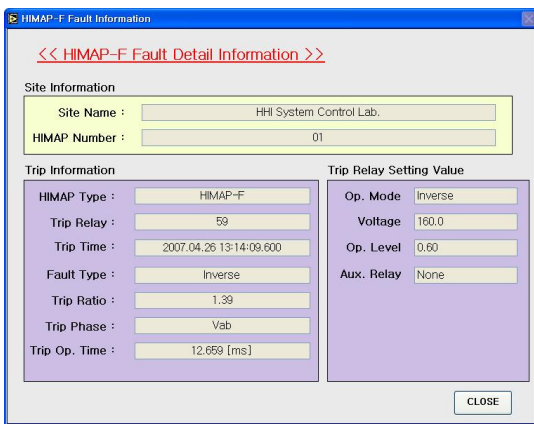 HIMAP-F Fault Information
<< HIMAP-F Fault Detail Information >>
Site Information
Site Name : HHI System Control Lab.
HIMAP Number : 01
Trip Information
HIMAP Type : HIMAP-F
Trip Relay : 59
Trip Time : 2007.04.26 13:14:09.600
Fault Type : Inverse
Trip Ratio : 1.39
Trip Phase : Vab
Trip Op. Time : 12.659 [ms]
Trip Relay Setting Value
Op. Mode Inverse
Voltage 160.0
Op. Level 0.60
Aux. Relay None
CLOSE